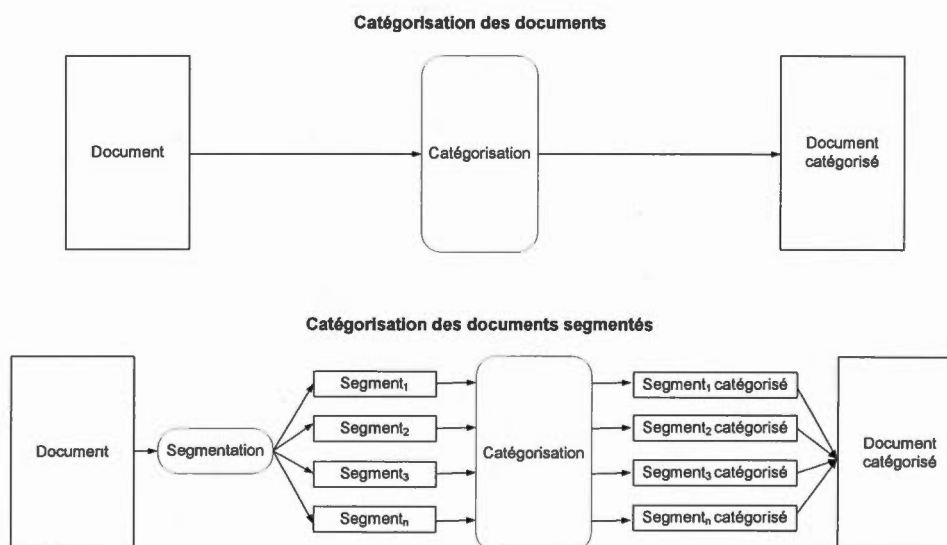 Catégorisation des documents
Document
Catégorisation
Document
catégorisé
Catégorisation des documents segmentés
Document
Segmentation
Segment₁
Segment₂
Segment₃
Segmentₙ
Catégorisation
Segment₁ catégorisé
Segment₂ catégorisé
Segment₃ catégorisé
Segmentₙ catégorisé
Document
catégorisé